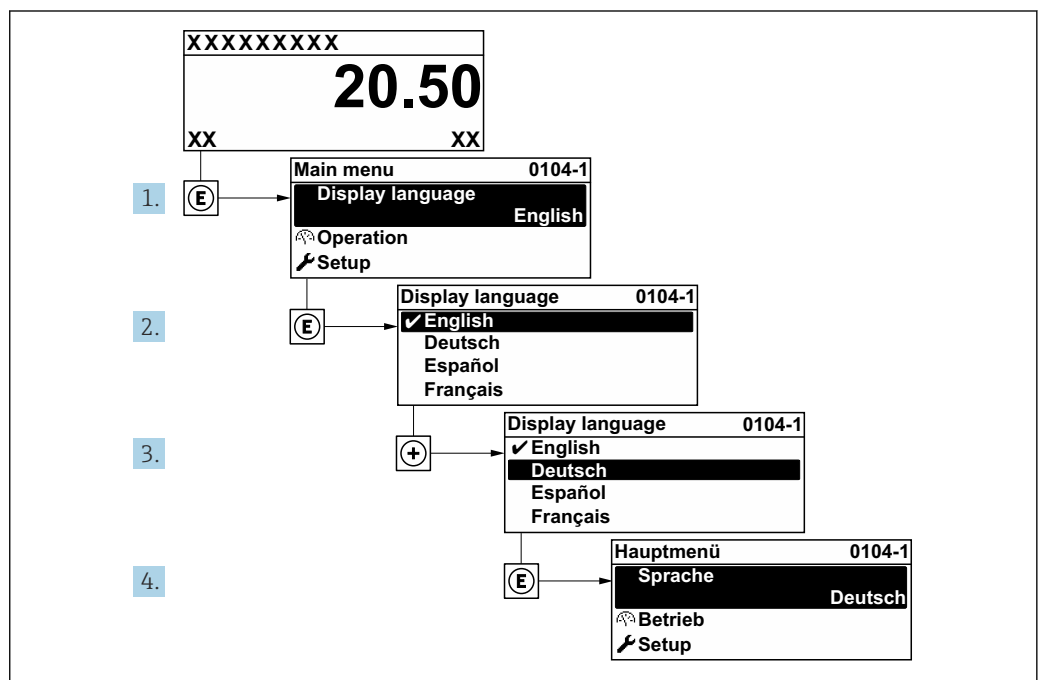 XXXXXXXXX
20.50
XX XX
1. E
Main menu 0104-1
Display language
English
Operation
Setup
2. E
Display language 0104-1
✔English
Deutsch
Español
Français
3. +
Display language 0104-1
✔English
Deutsch
Español
Français
4. E
Hauptmenü 0104-1
Sprache
Deutsch
Betrieb
Setup